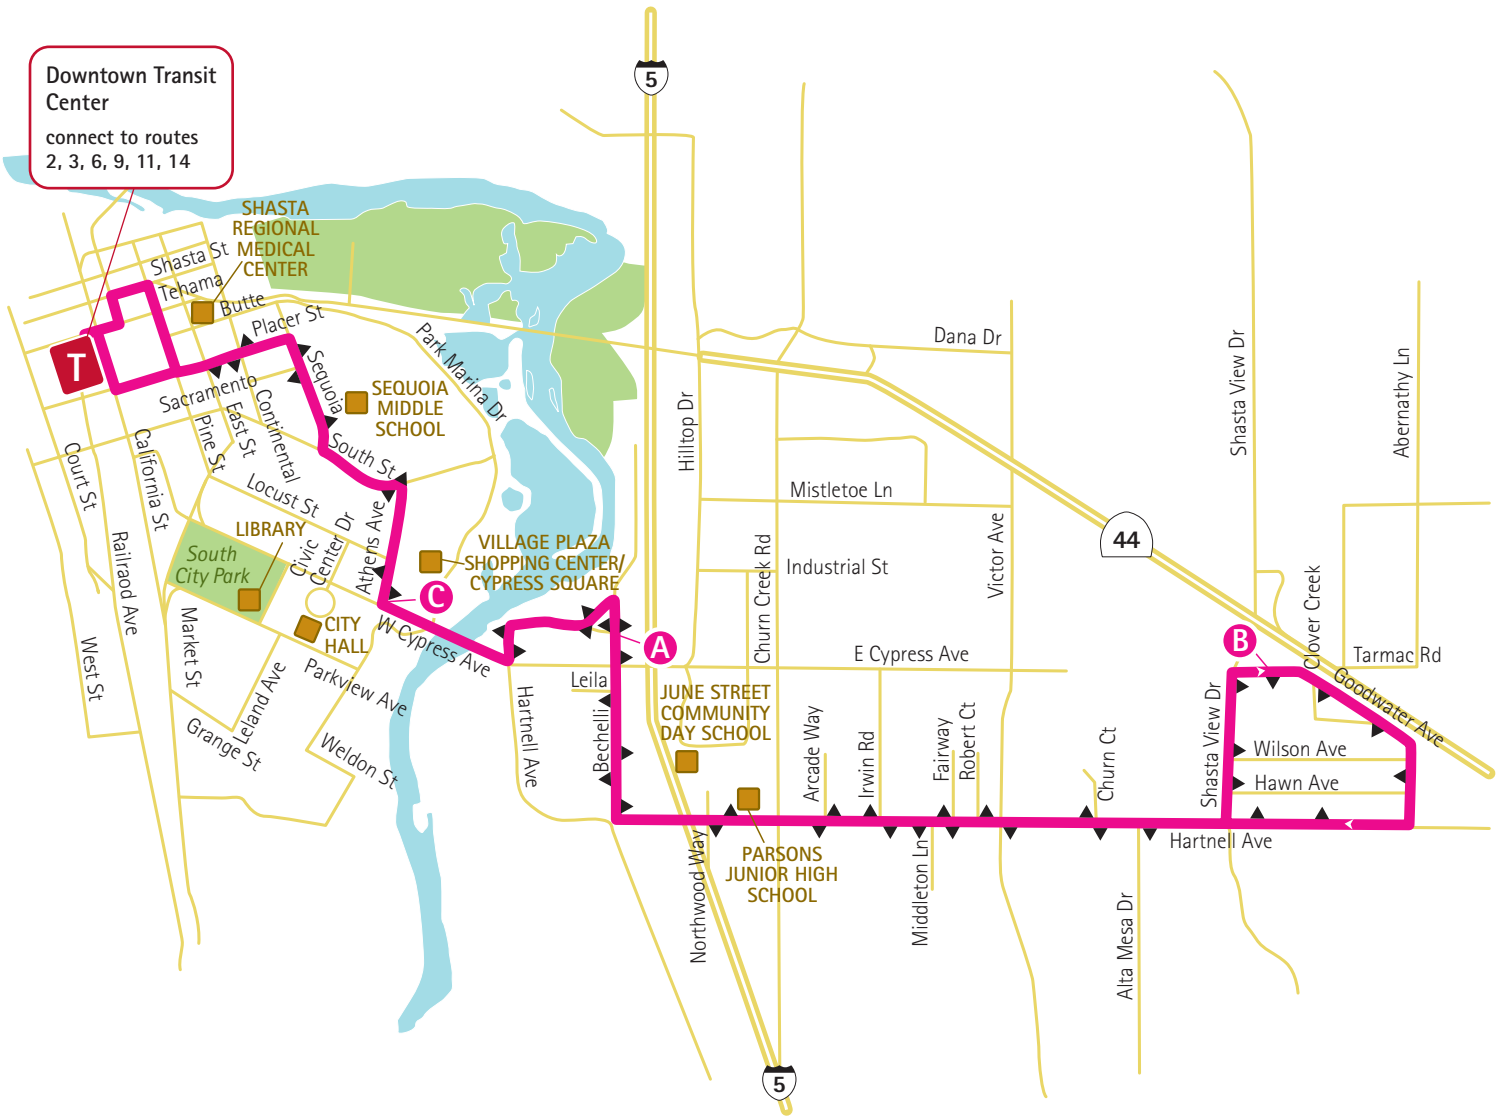 Downtown Transit
Center
connect to routes
2, 3, 6, 9, 11, 14
5
SHASTA
REGIONAL
MEDICAL
CENTER
Shasta St
Tehama
Butte
Placer St
T
Sacramento
Sequoia
SEQUOIA
MIDDLE
SCHOOL
Park Marina Dr
Dana Dr
Hilltop Dr
Shasta View Dr
Abernathy Ln
Court St
California St
Pine St
East St
Continental
South St
Locust St
Mistletoe Ln
Victor Ave
44
LIBRARY
South
City Park
Civic
Center Dr
Athens Ave
VILLAGE PLAZA
SHOPPING CENTER/
CYPRESS SQUARE
Industrial St
Churn Creek Rd
Railraod Ave
C
CITY
HALL
W Cypress Ave
A
E Cypress Ave
B
Clover Creek
Tarmac Rd
Goodwater Ave
West St
Market St
Leland Ave
Parkview Ave
Grange St
Weldon St
Hartnell Ave
Leila
Bechelli
JUNE STREET
COMMUNITY
DAY SCHOOL
Arcade Way
Irwin Rd
Fairway
Robert Ct
Churn Ct
Shasta View Dr
Wilson Ave
Hawn Ave
Hartnell Ave
Northwood Way
PARSONS
JUNIOR HIGH
SCHOOL
Middleton Ln
Alta Mesa Dr
5